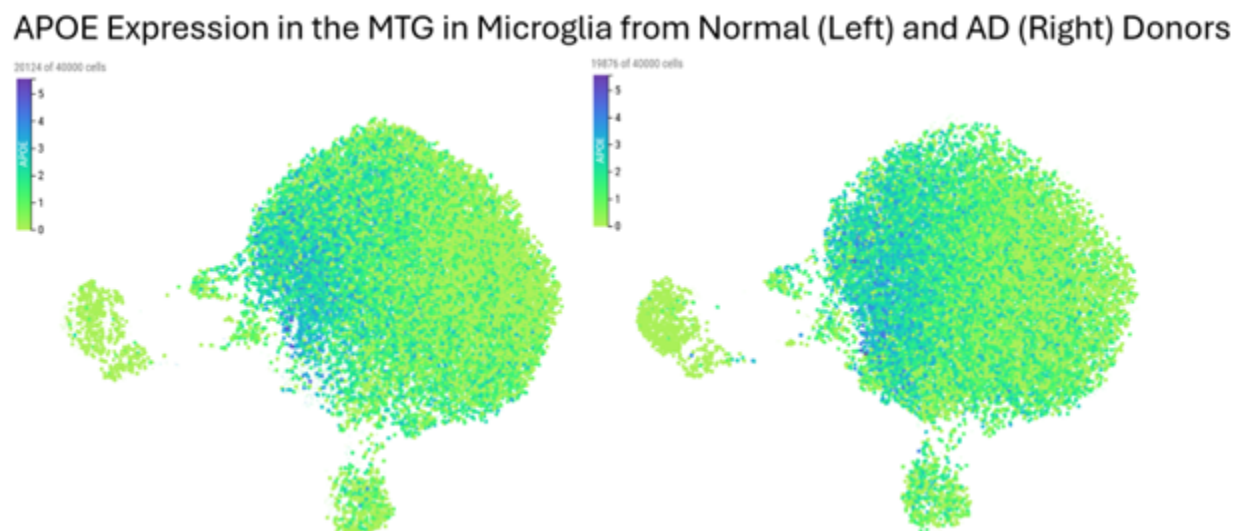 APOE Expression in the MTG in Microglia from Normal (Left) and AD (Right) Donors
20124 of 40000 cells
5
4
3
2
1
0
APOE
19876 of 40000 cells
5
4
3
2
1
0
APOE